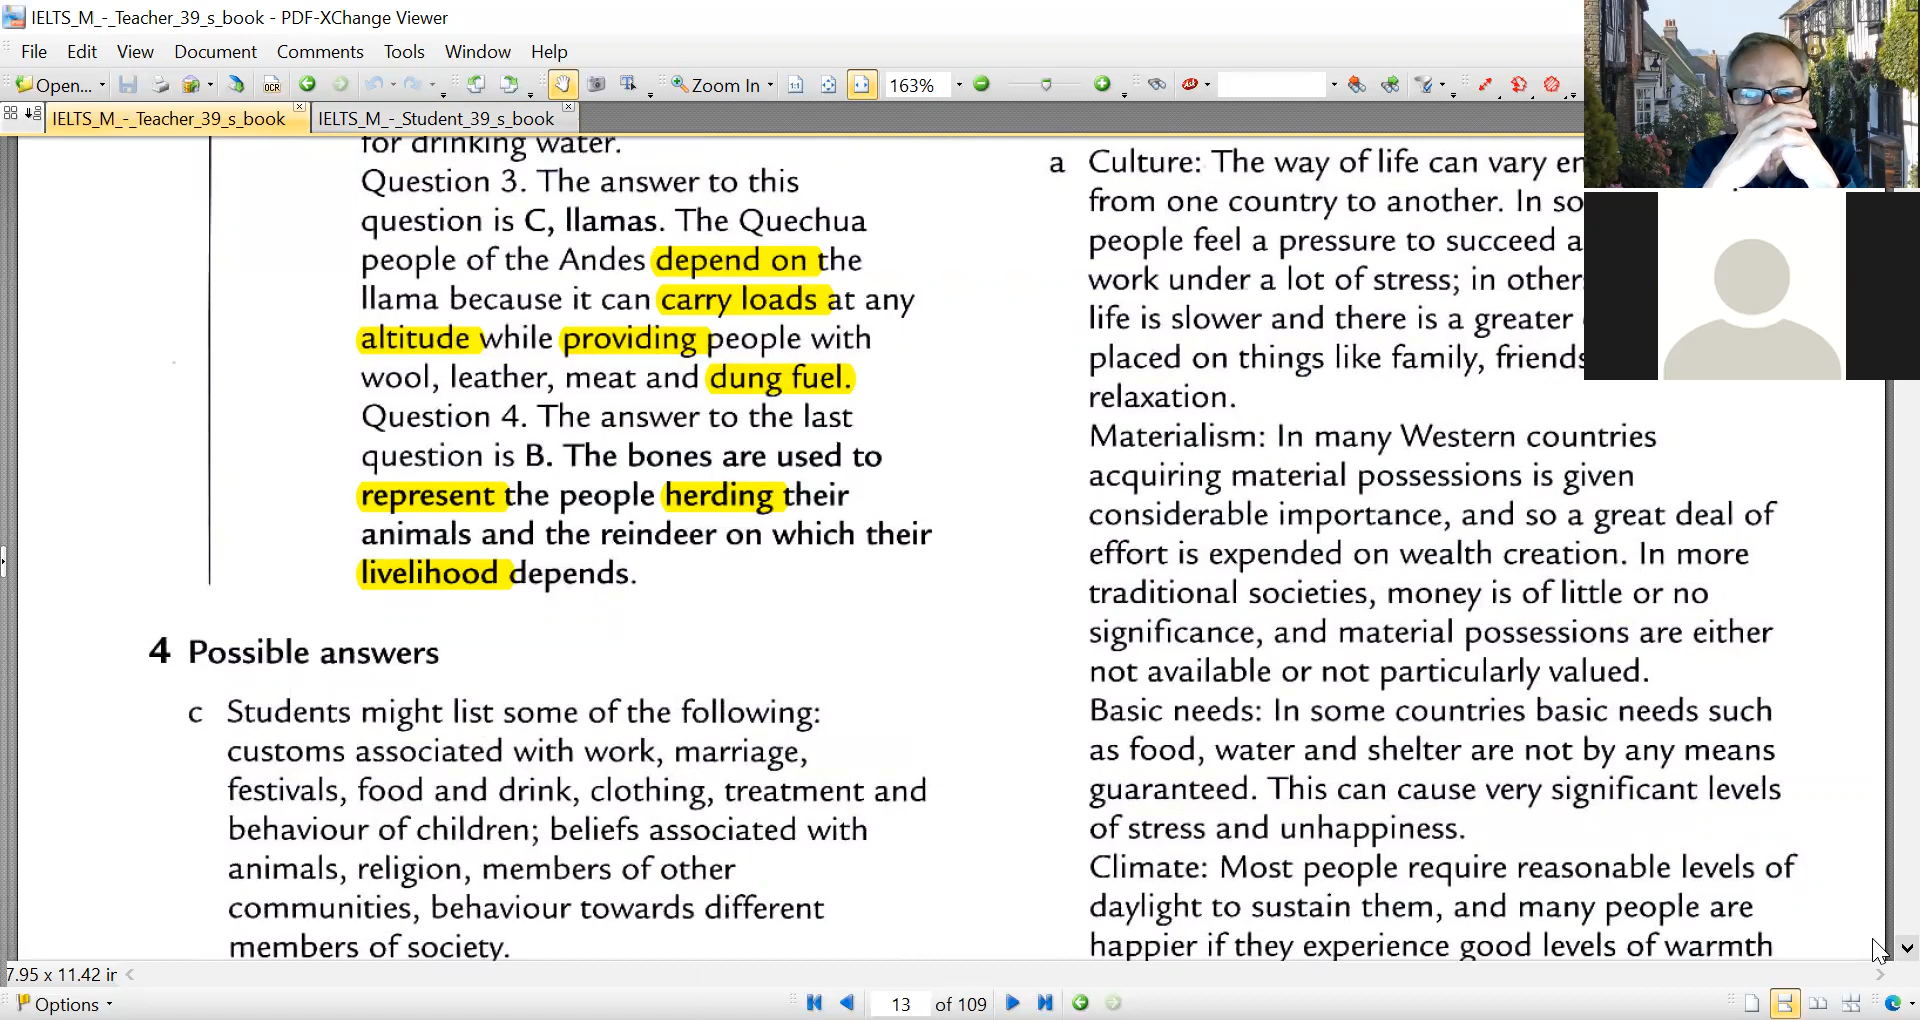 IELTS_M_-_Teacher_39_s_book - PDF-XChange Viewer
File Edit View Document Comments Tools Window Help
Open... OCR Zoom In 163%
IELTS_M_-_Teacher_39_s_book IELTS_M_-_Student_39_s_book
for drinking water.
Question 3. The answer to this
question is C, llamas. The Quechua
people of the Andes depend on the
llama because it can carry loads at any
altitude while providing people with
wool, leather, meat and dung fuel.
Question 4. The answer to the last
question is B. The bones are used to
represent the people herding their
animals and the reindeer on which their
livelihood depends.
4 Possible answers
c Students might list some of the following:
customs associated with work, marriage,
festivals, food and drink, clothing, treatment and
behaviour of children; beliefs associated with
animals, religion, members of other
communities, behaviour towards different
members of society.
a Culture: The way of life can vary en
from one country to another. In so
people feel a pressure to succeed a
work under a lot of stress; in other
life is slower and there is a greater
placed on things like family, friends
relaxation.
Materialism: In many Western countries
acquiring material possessions is given
considerable importance, and so a great deal of
effort is expended on wealth creation. In more
traditional societies, money is of little or no
significance, and material possessions are either
not available or not particularly valued.
Basic needs: In some countries basic needs such
as food, water and shelter are not by any means
guaranteed. This can cause very significant levels
of stress and unhappiness.
Climate: Most people require reasonable levels of
daylight to sustain them, and many people are
happier if they experience good levels of warmth
7.95 x 11.42 in
Options 13 of 109